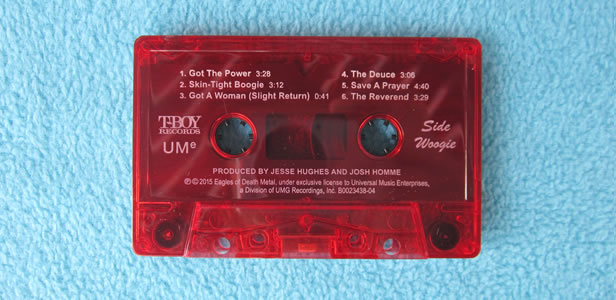 1. Got The Power 3:28
2. Skin-Tight Boogie 3:12
3. Got A Woman (Slight Return) 0:41
4. The Deuce 3:06
5. Save A Prayer 4:40
6. The Reverend 3:29
T-BOY
RECORDS
UMe
Side
Woogie
PRODUCED BY JESSE HUGHES AND JOSH HOMME
℗ © 2015 Eagles of Death Metal, under exclusive license to Universal Music Enterprises,
a Division of UMG Recordings, Inc. B0023438-04